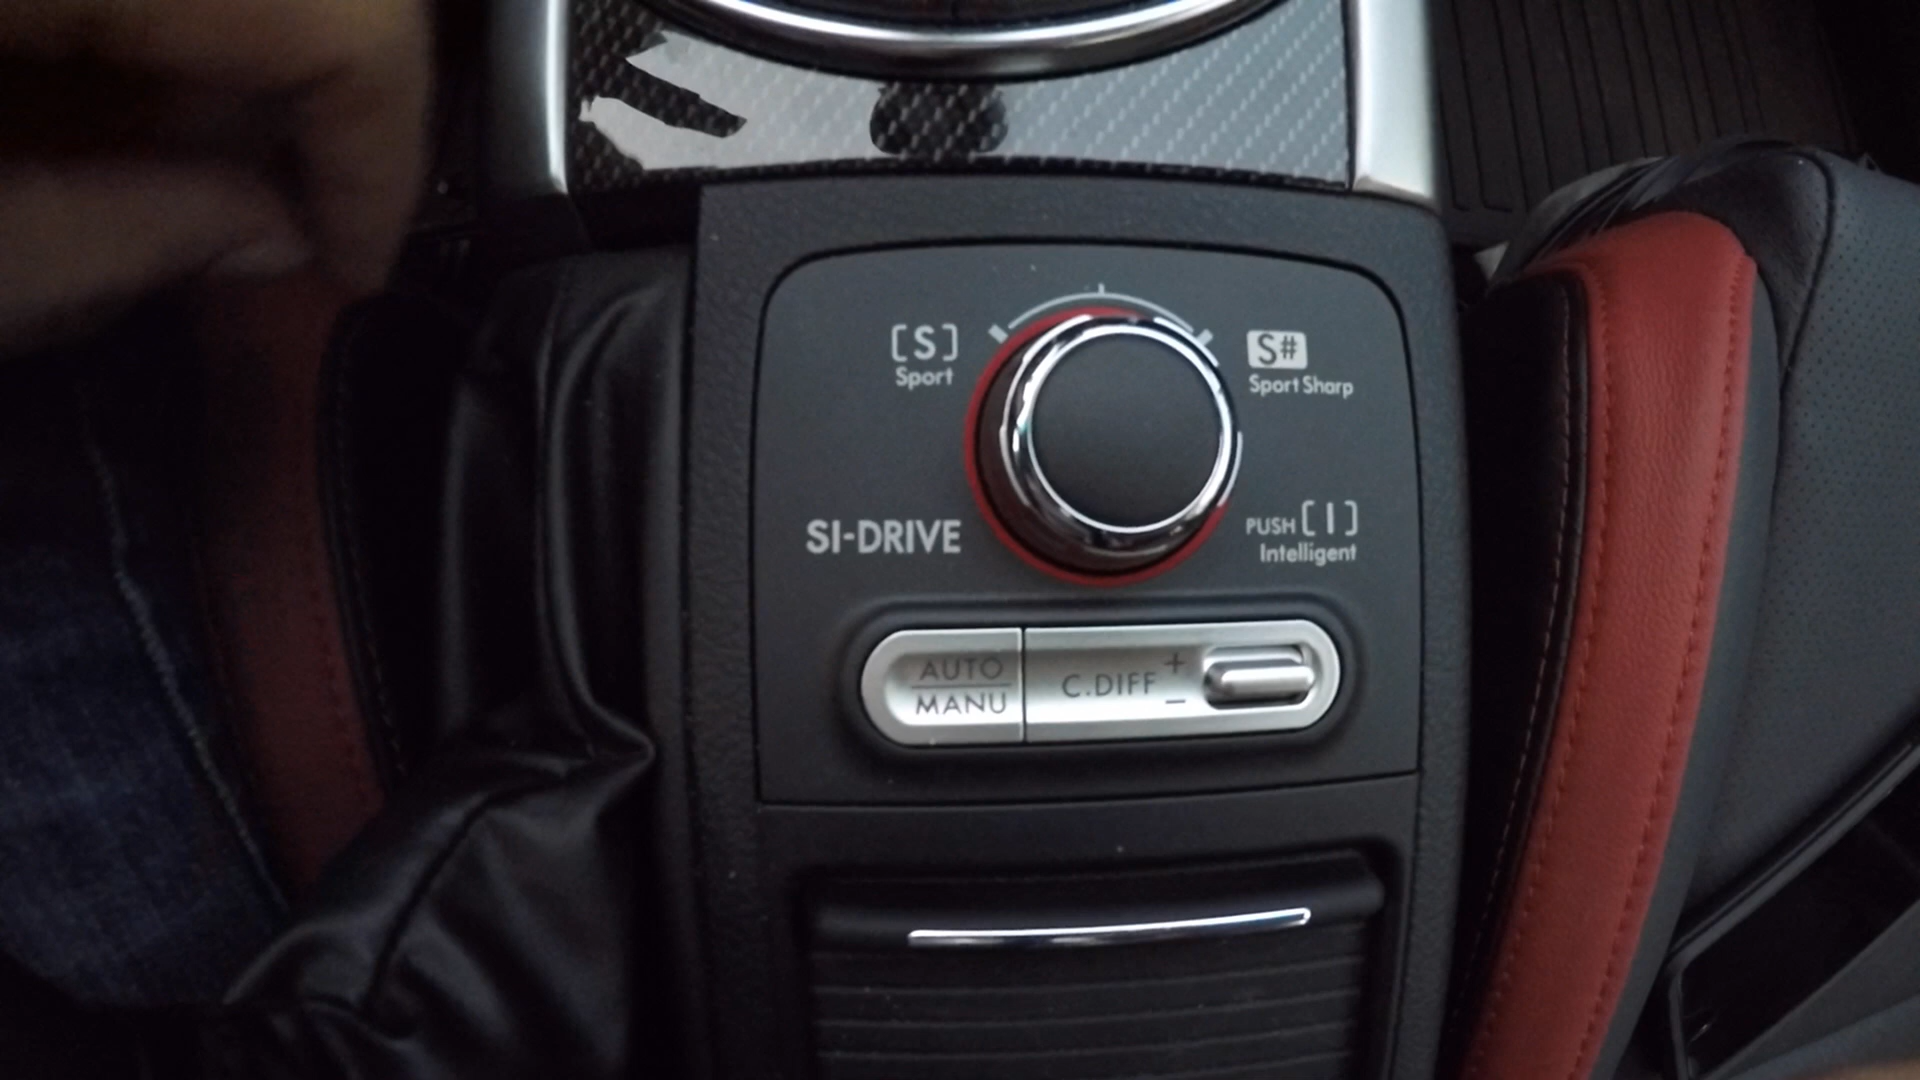 [S]
Sport
S#
Sport Sharp
SI-DRIVE
PUSH [I]
Intelligent
AUTO
MANU
C.DIFF + −